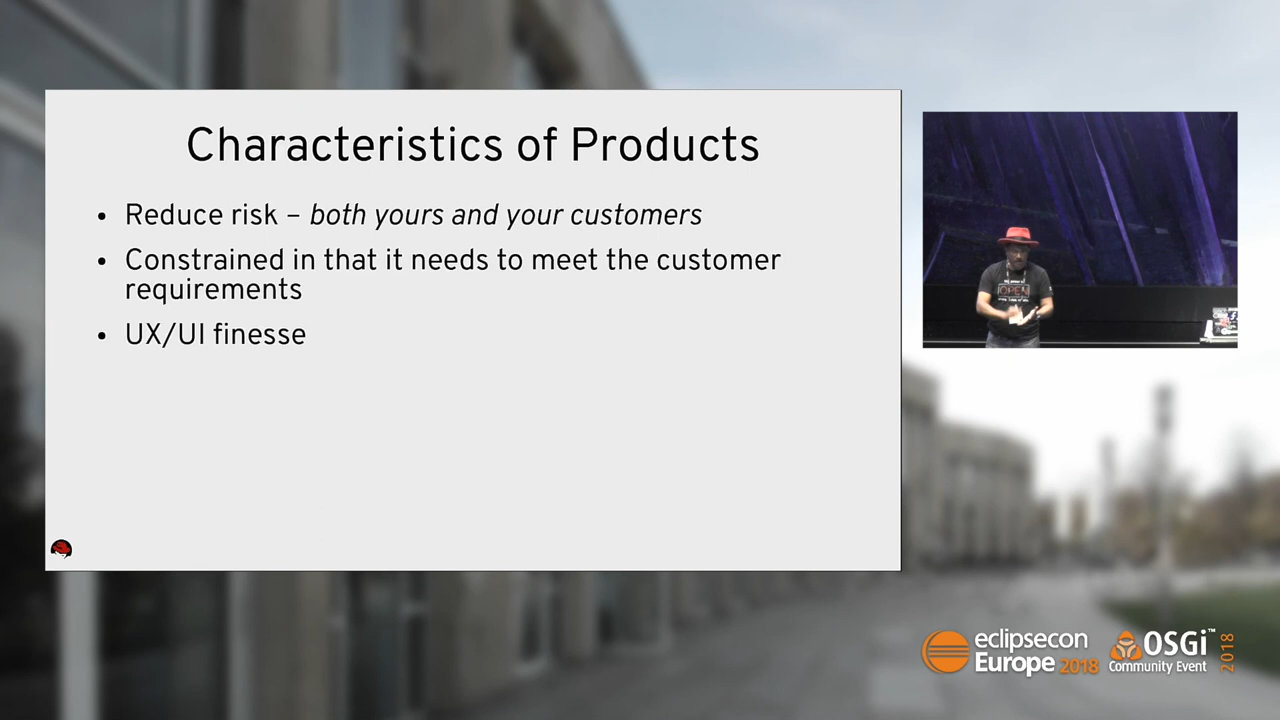 Characteristics of Products
• Reduce risk – both yours and your customers
• Constrained in that it needs to meet the customer
requirements
• UX/UI finesse
OPEN
eclipsecon
Europe 2018
OSGi™
Community Event
2018